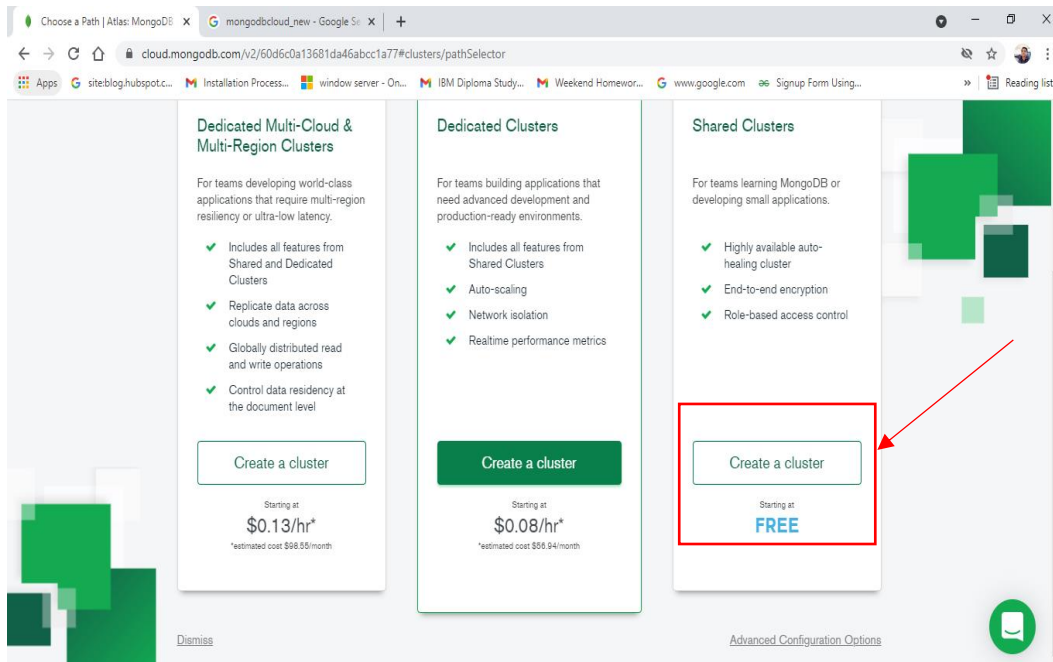 Choose a Path | Atlas: MongoDB
mongodbcloud_new - Google Se
cloud.mongodb.com/v2/60d6c0a13681da46abcc1a77#clusters/pathSelector
Apps
site:blog.hubspot.c...
Installation Process...
window server - On...
IBM Diploma Study...
Weekend Homewor...
www.google.com
Signup Form Using...
»
Reading list
Dedicated Multi-Cloud &
Multi-Region Clusters
For teams developing world-class
applications that require multi-region
resiliency or ultra-low latency.
Includes all features from
Shared and Dedicated
Clusters
Replicate data across
clouds and regions
Globally distributed read
and write operations
Control data residency at
the document level
Create a cluster
Starting at
$0.13/hr*
*estimated cost $98.55/month
Dedicated Clusters
For teams building applications that
need advanced development and
production-ready environments.
Includes all features from
Shared Clusters
Auto-scaling
Network isolation
Realtime performance metrics
Create a cluster
Starting at
$0.08/hr*
*estimated cost $56.94/month
Shared Clusters
For teams learning MongoDB or
developing small applications.
Highly available auto-
healing cluster
End-to-end encryption
Role-based access control
Create a cluster
Starting at
FREE
Dismiss
Advanced Configuration Options